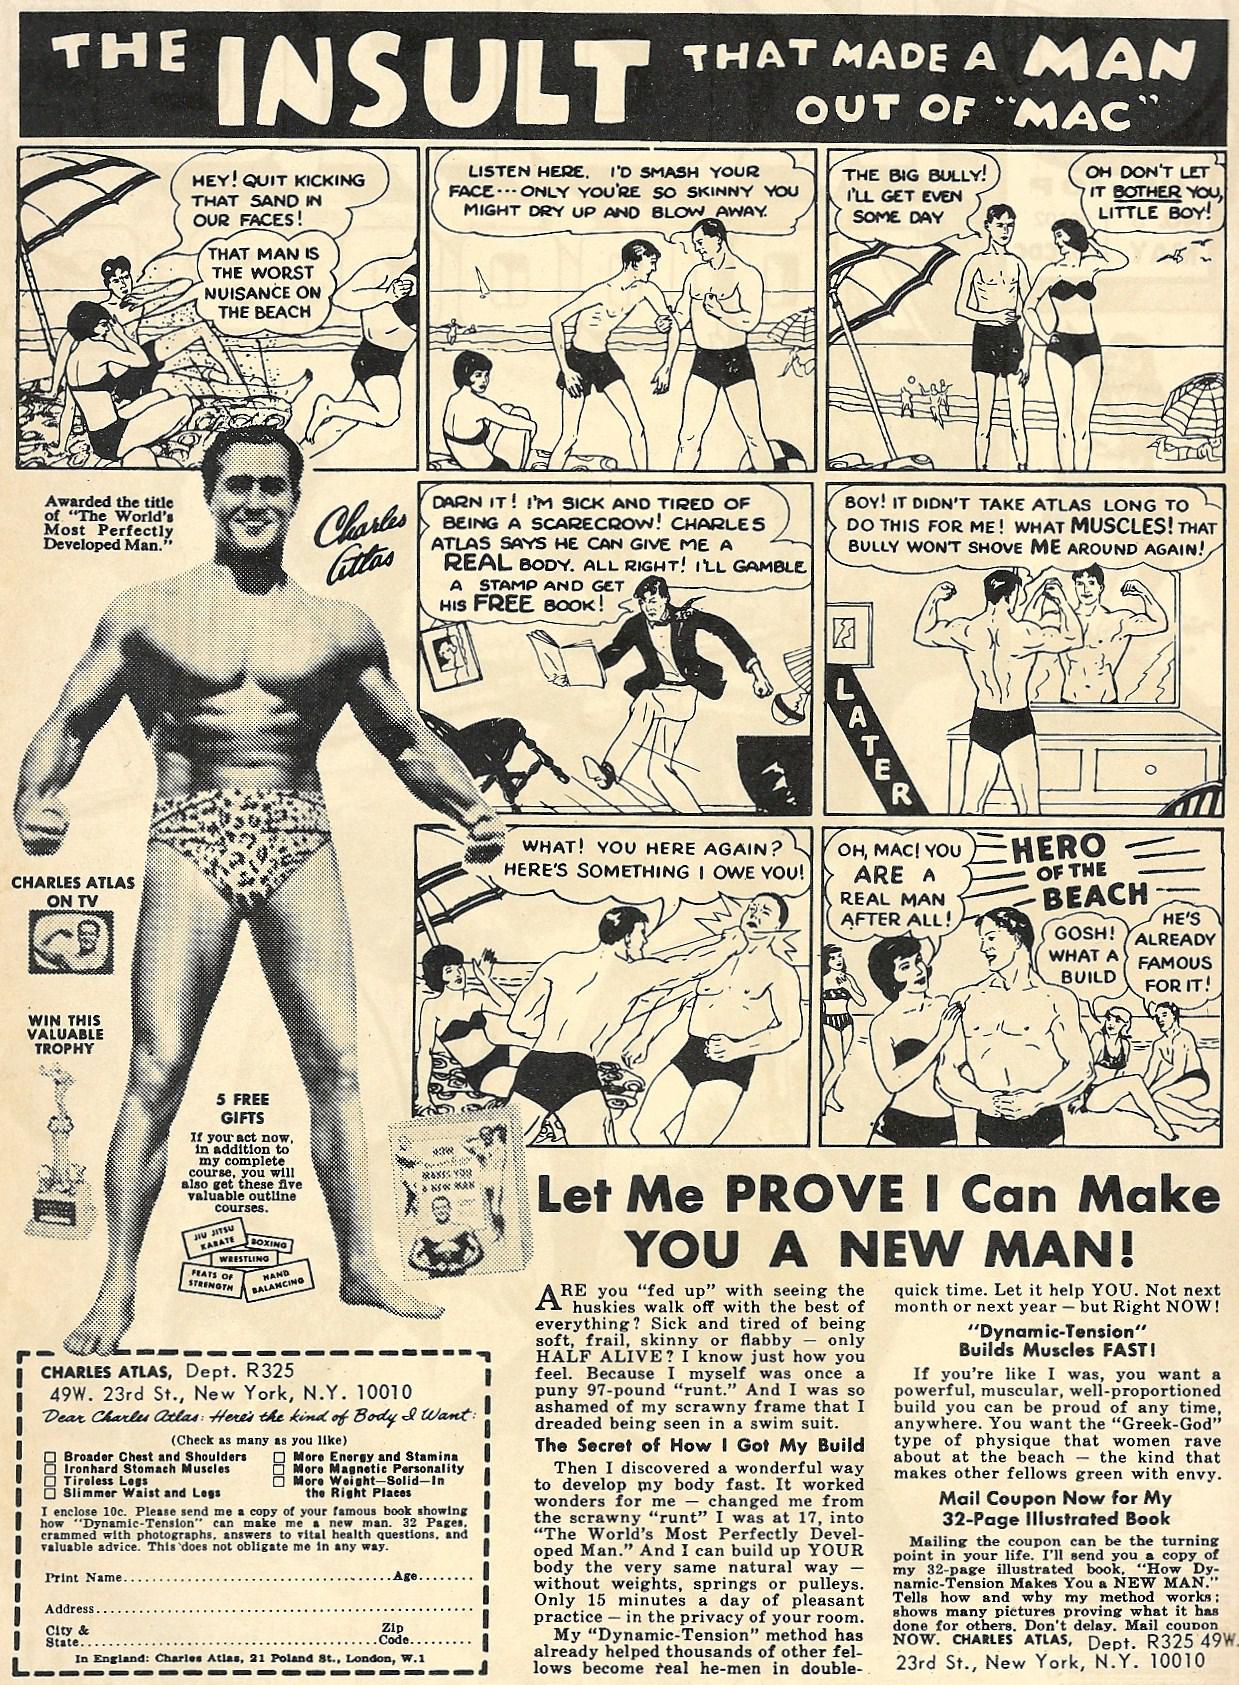 THE INSULT THAT MADE A MAN
OUT OF "MAC"
HEY! QUIT KICKING
THAT SAND IN
OUR FACES!
THAT MAN IS
THE WORST
NUISANCE ON
THE BEACH
LISTEN HERE. I'D SMASH YOUR
FACE---ONLY YOU'RE SO SKINNY YOU
MIGHT DRY UP AND BLOW AWAY.
THE BIG BULLY!
I'LL GET EVEN
SOME DAY
OH DON'T LET
IT BOTHER YOU,
LITTLE BOY!
DARN IT! I'M SICK AND TIRED OF
BEING A SCARECROW! CHARLES
ATLAS SAYS HE CAN GIVE ME A
REAL BODY. ALL RIGHT! I'LL GAMBLE
A STAMP AND GET
HIS FREE BOOK!
BOY! IT DIDN'T TAKE ATLAS LONG TO
DO THIS FOR ME! WHAT MUSCLES! THAT
BULLY WON'T SHOVE ME AROUND AGAIN!
LATER
WHAT! YOU HERE AGAIN?
HERE'S SOMETHING I OWE YOU!
OH, MAC! YOU
ARE A
REAL MAN
AFTER ALL!
HERO
OF THE
BEACH
GOSH!
WHAT A
BUILD
HE'S
ALREADY
FAMOUS
FOR IT!
Awarded the title
of "The World's
Most Perfectly
Developed Man."
Charles
Atlas
CHARLES ATLAS
ON TV
WIN THIS
VALUABLE
TROPHY
5 FREE
GIFTS
If you act now,
in addition to
my complete
course, you will
also get these five
valuable outline
courses.
JIU JITSU
KARATE
BOXING
WRESTLING
FEATS OF
STRENGTH
HAND
BALANCING
HOW
MAKES YOU
A NEW MAN
Let Me PROVE I Can Make
YOU A NEW MAN!
ARE you "fed up" with seeing the
huskies walk off with the best of
everything? Sick and tired of being
soft, frail, skinny or flabby — only
HALF ALIVE? I know just how you
feel. Because I myself was once a
puny 97-pound "runt." And I was so
ashamed of my scrawny frame that I
dreaded being seen in a swim suit.
The Secret of How I Got My Build
Then I discovered a wonderful way
to develop my body fast. It worked
wonders for me — changed me from
the scrawny "runt" I was at 17, into
"The World's Most Perfectly Devel-
oped Man." And I can build up YOUR
body the very same natural way —
without weights, springs or pulleys.
Only 15 minutes a day of pleasant
practice — in the privacy of your room.
My "Dynamic-Tension" method has
already helped thousands of other fel-
lows become real he-men in double-
quick time. Let it help YOU. Not next
month or next year — but Right NOW!
"Dynamic-Tension"
Builds Muscles FAST!
If you're like I was, you want a
powerful, muscular, well-proportioned
build you can be proud of any time,
anywhere. You want the "Greek-God"
type of physique that women rave
about at the beach — the kind that
makes other fellows green with envy.
Mail Coupon Now for My
32-Page Illustrated Book
Mailing the coupon can be the turning
point in your life. I'll send you a copy of
my 32-page illustrated book, "How Dy-
namic-Tension Makes You a NEW MAN."
Tells how and why my method works;
shows many pictures proving what it has
done for others. Don't delay. Mail coupon
NOW. CHARLES ATLAS, Dept. R325 49W.
23rd St., New York, N.Y. 10010
CHARLES ATLAS, Dept. R325
49W. 23rd St., New York, N.Y. 10010
Dear Charles Atlas: Here's the kind of Body I Want:
(Check as many as you like)
Broader Chest and Shoulders
Ironhard Stomach Muscles
Tireless Legs
Slimmer Waist and Legs
More Energy and Stamina
More Magnetic Personality
More Weight—Solid—In
the Right Places
I enclose 10c. Please send me a copy of your famous book showing
how "Dynamic-Tension" can make me a new man. 32 Pages,
crammed with photographs, answers to vital health questions, and
valuable advice. This does not obligate me in any way.
Print Name........Age........
Address........
City &
State........
Zip
Code........
In England: Charles Atlas, 21 Poland St., London, W.1